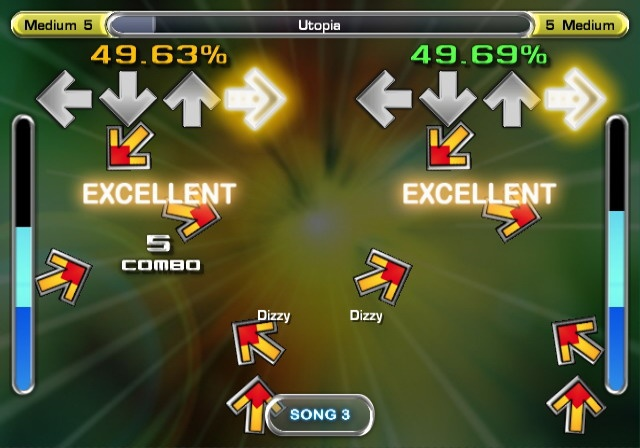 Medium 5
Utopia
5 Medium
49.63%
49.69%
EXCELLENT
EXCELLENT
5
COMBO
Dizzy
Dizzy
SONG 3